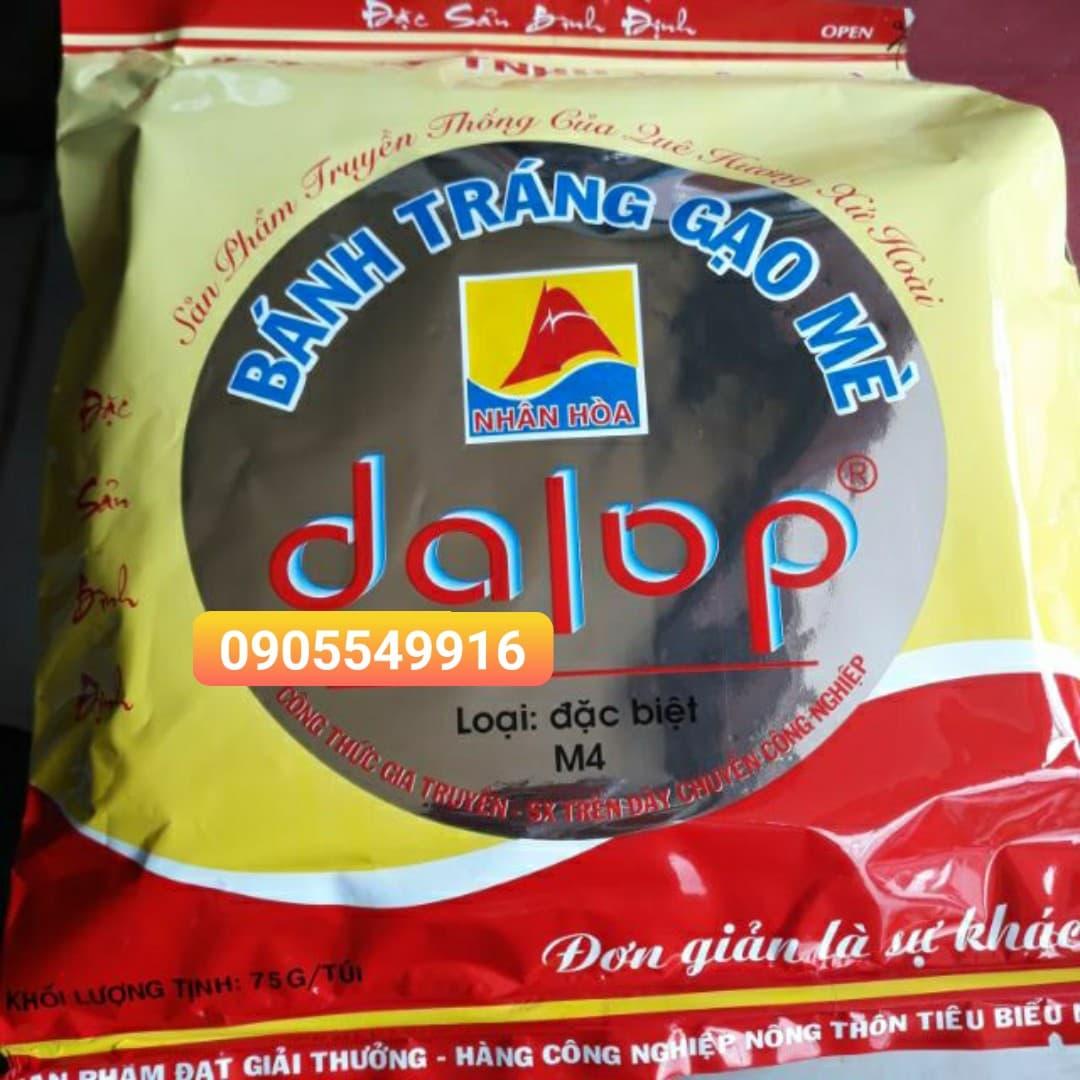 Đặc Sản Bình Định
OPEN
TNHH
Sản Phẩm Truyền Thống Của Quê Hương Xứ Hoài
BÁNH TRÁNG GẠO MÈ
NHÂN HÒA
dalop®
Đặc
Sản
Bình
Định
0905549916
Loại: đặc biệt
M4
CÔNG THỨC GIA TRUYỀN - SX TRÊN DÂY CHUYỀN CÔNG NGHIỆP
Đơn giản là sự khác
KHỐI LƯỢNG TỊNH: 75G/TÚI
PHẨM ĐẠT GIẢI THƯỞNG - HÀNG CÔNG NGHIỆP NÔNG THÔN TIÊU BIỂU